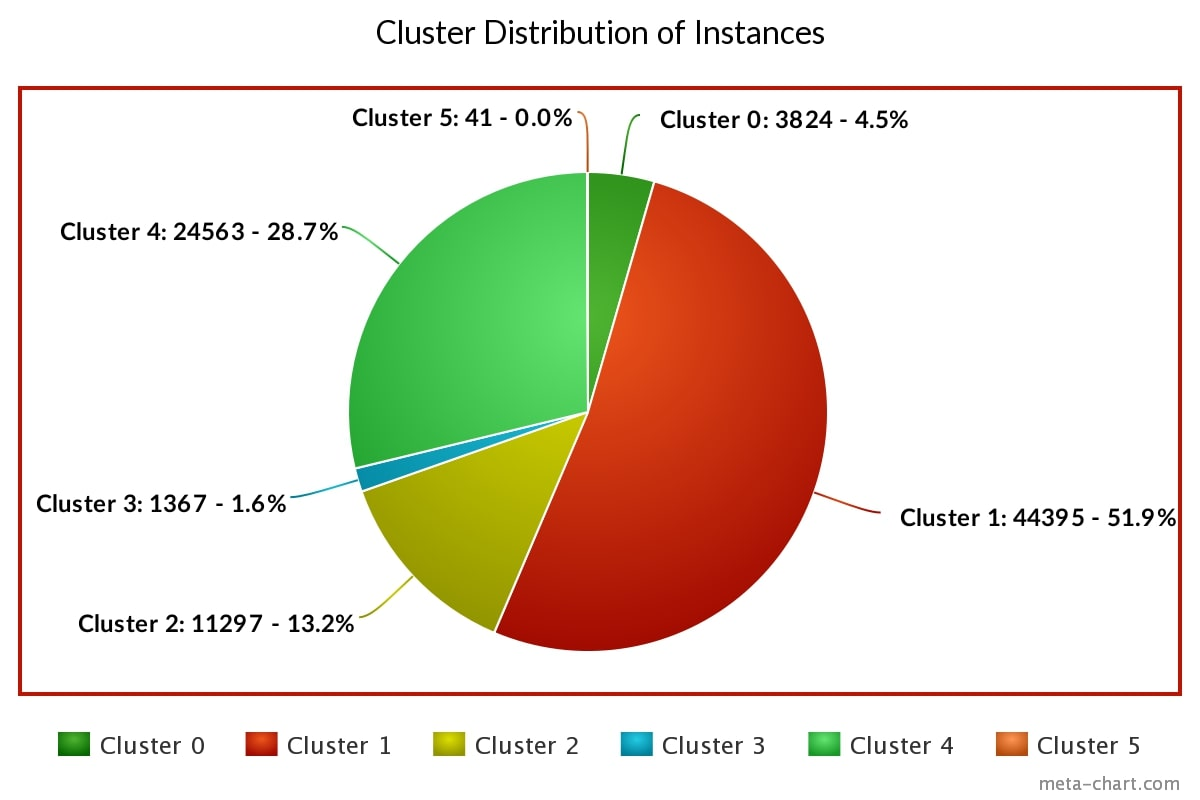 Cluster Distribution of Instances
Cluster 5: 41 - 0.0%
Cluster 0: 3824 - 4.5%
Cluster 4: 24563 - 28.7%
Cluster 3: 1367 - 1.6%
Cluster 1: 44395 - 51.9%
Cluster 2: 11297 - 13.2%
Cluster 0 Cluster 1 Cluster 2 Cluster 3 Cluster 4 Cluster 5
meta-chart.com